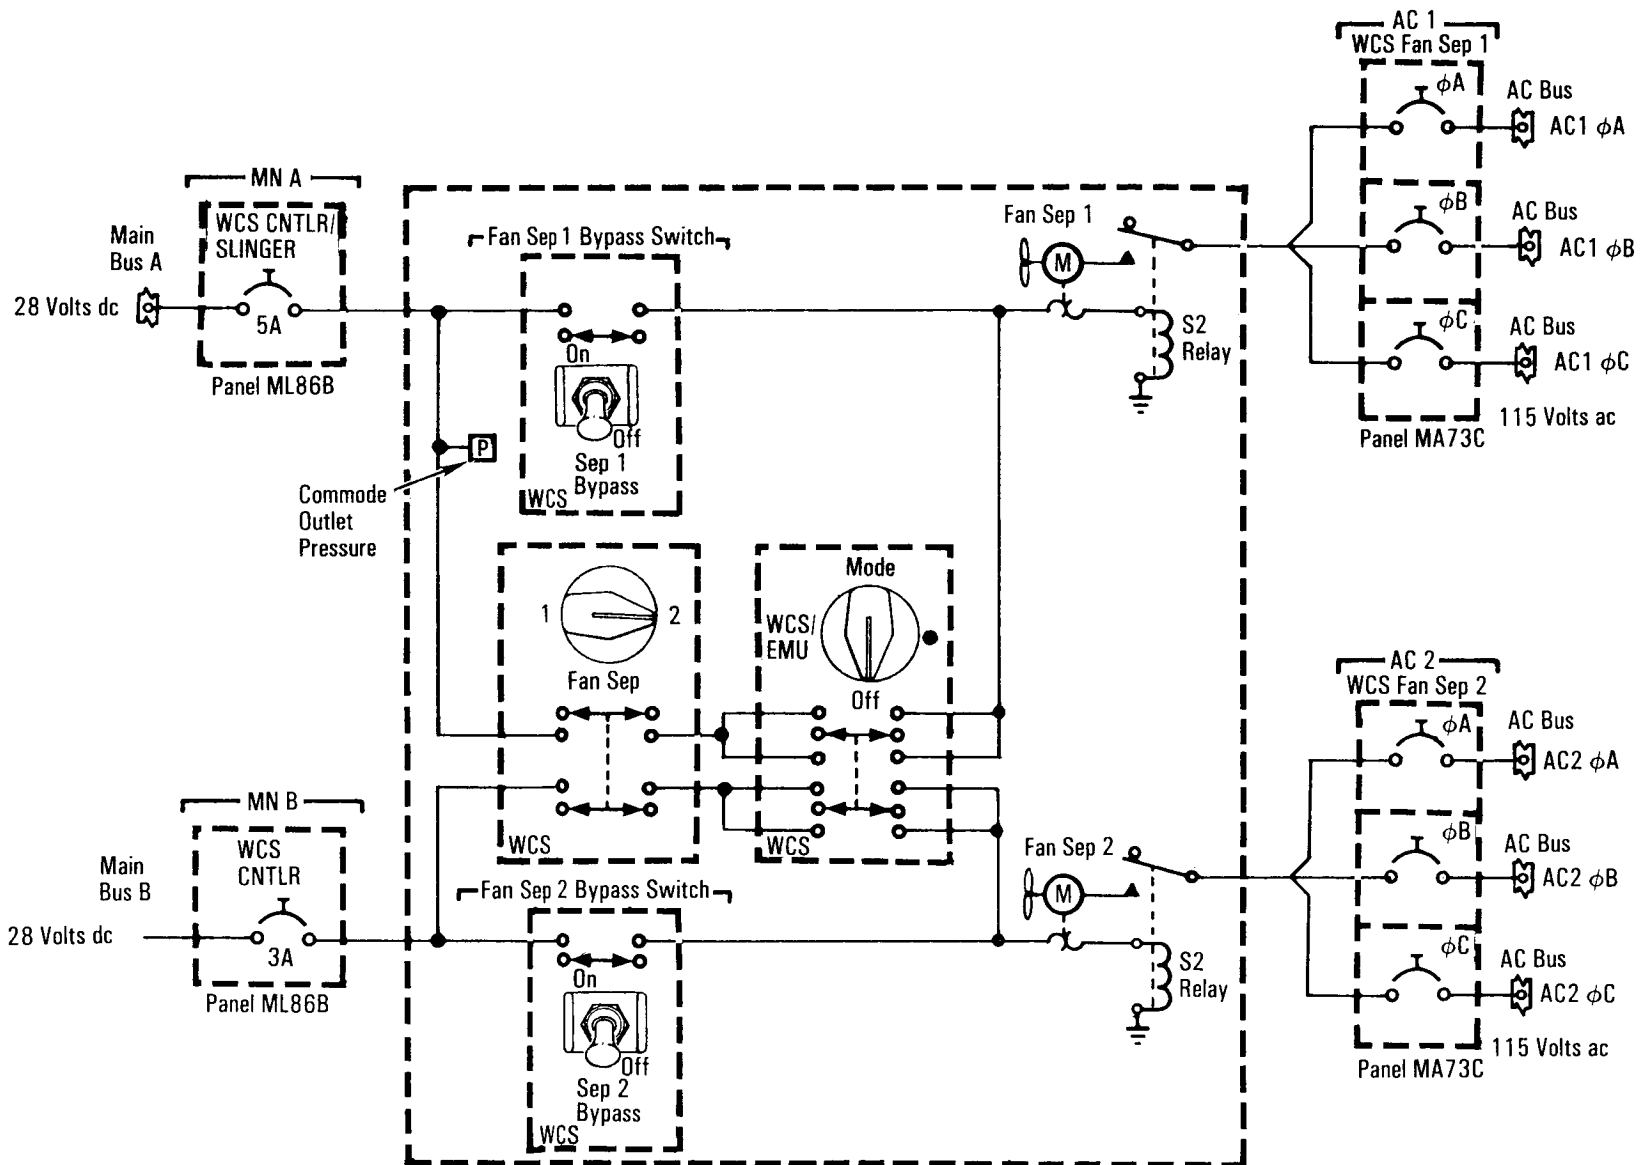 AC 1
WCS Fan Sep 1
ϕA
AC Bus
AC1 ϕA
ϕB
AC Bus
AC1 ϕB
ϕC
AC Bus
AC1 ϕC
115 Volts ac
Panel MA73C
MN A
WCS CNTLR/
SLINGER
5A
Panel ML86B
Main
Bus A
28 Volts dc
Fan Sep 1 Bypass Switch
On
Off
Sep 1
Bypass
WCS
Fan Sep 1
M
S2
Relay
P
Commode
Outlet
Pressure
1
2
Fan Sep
WCS
Mode
WCS/
EMU
Off
WCS
AC 2
WCS Fan Sep 2
ϕA
AC Bus
AC2 ϕA
ϕB
AC Bus
AC2 ϕB
ϕC
AC Bus
AC2 ϕC
115 Volts ac
Panel MA73C
MN B
WCS
CNTLR
3A
Panel ML86B
Main
Bus B
28 Volts dc
Fan Sep 2 Bypass Switch
On
Off
Sep 2
Bypass
WCS
Fan Sep 2
M
S2
Relay